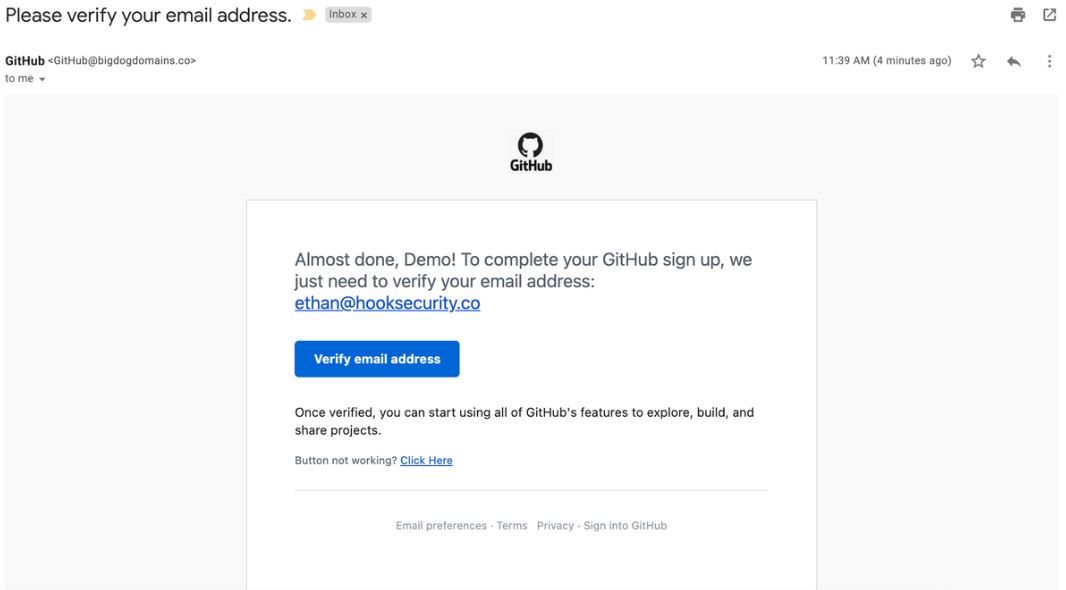 Please verify your email address.
Inbox x
GitHub <GitHub@bigdogdomains.co>
11:39 AM (4 minutes ago)
to me
GitHub
Almost done, Demo! To complete your GitHub sign up, we
just need to verify your email address:
ethan@hooksecurity.co
Verify email address
Once verified, you can start using all of GitHub's features to explore, build, and
share projects.
Button not working? Click Here
Email preferences · Terms Privacy · Sign into GitHub